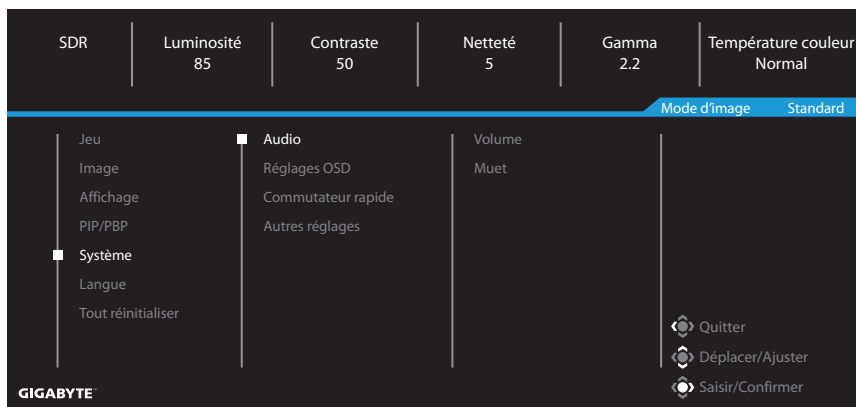 SDR
Luminosité
85
Contraste
50
Netteté
5
Gamma
2.2
Température couleur
Normal
Mode d'image Standard
Jeu
Image
Affichage
PIP/PBP
Système
Langue
Tout réinitialiser
Audio
Réglages OSD
Commutateur rapide
Autres réglages
Volume
Muet
Quitter
Déplacer/Ajuster
Saisir/Confirmer
GIGABYTE™